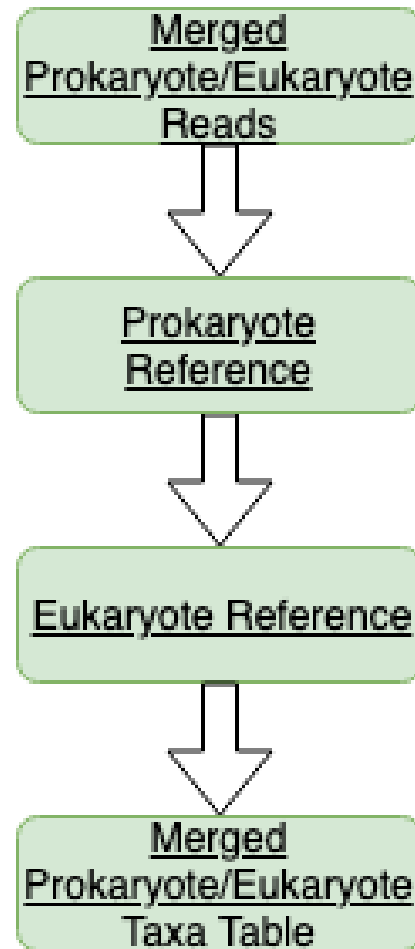 Merged
Prokaryote/Eukaryote
Reads
Prokaryote
Reference
Eukaryote Reference
Merged
Prokaryote/Eukaryote
Taxa Table